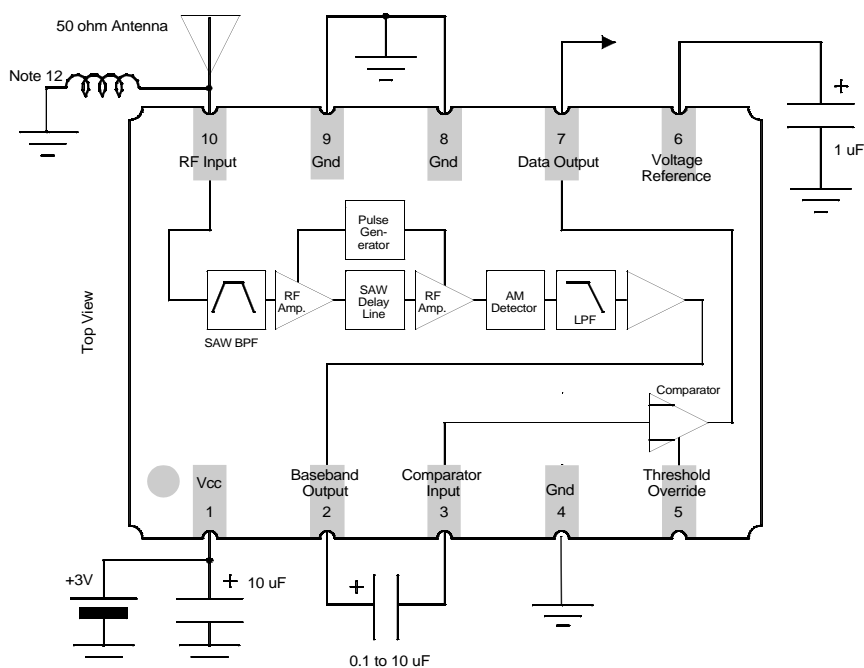 50 ohm Antenna
Note 12
+
1 uF
10
RF Input
9
Gnd
8
Gnd
7
Data Output
6
Voltage
Reference
Pulse
Gen-
erator
RF
Amp.
SAW
Delay
Line
RF
Amp.
AM
Detector
LPF
SAW BPF
Top View
Comparator
Vcc
1
Baseband
Output
2
Comparator
Input
3
Gnd
4
Threshold
Override
5
+3V
+
10 uF
+
0.1 to 10 uF